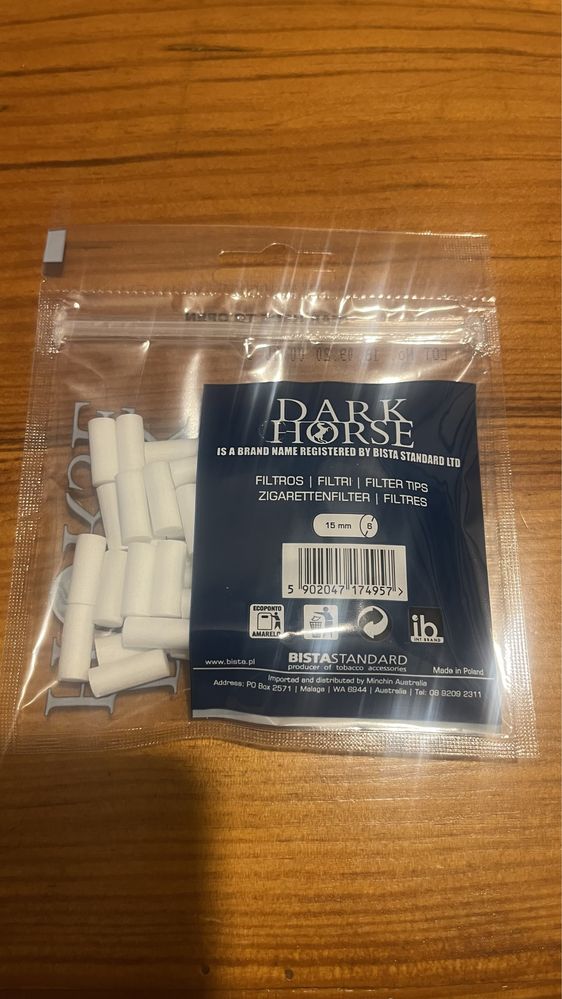 DARK
HORSE
IS A BRAND NAME REGISTERED BY BISTA STANDARD LTD
FILTROS | FILTRI | FILTER TIPS
ZIGARETTENFILTER | FILTRES
15 mm
5 902047 174957 >
ECOPONTO
AMARELO
ib
INT BRAND
www.bista.pl
BISTASTANDARD
producer of tobacco accessories
Made in Poland
Imported and distributed by Minchin Australia
Address; PO Box 2571 | Malaga | WA 6944 | Australia | Tel: 08 9209 2311